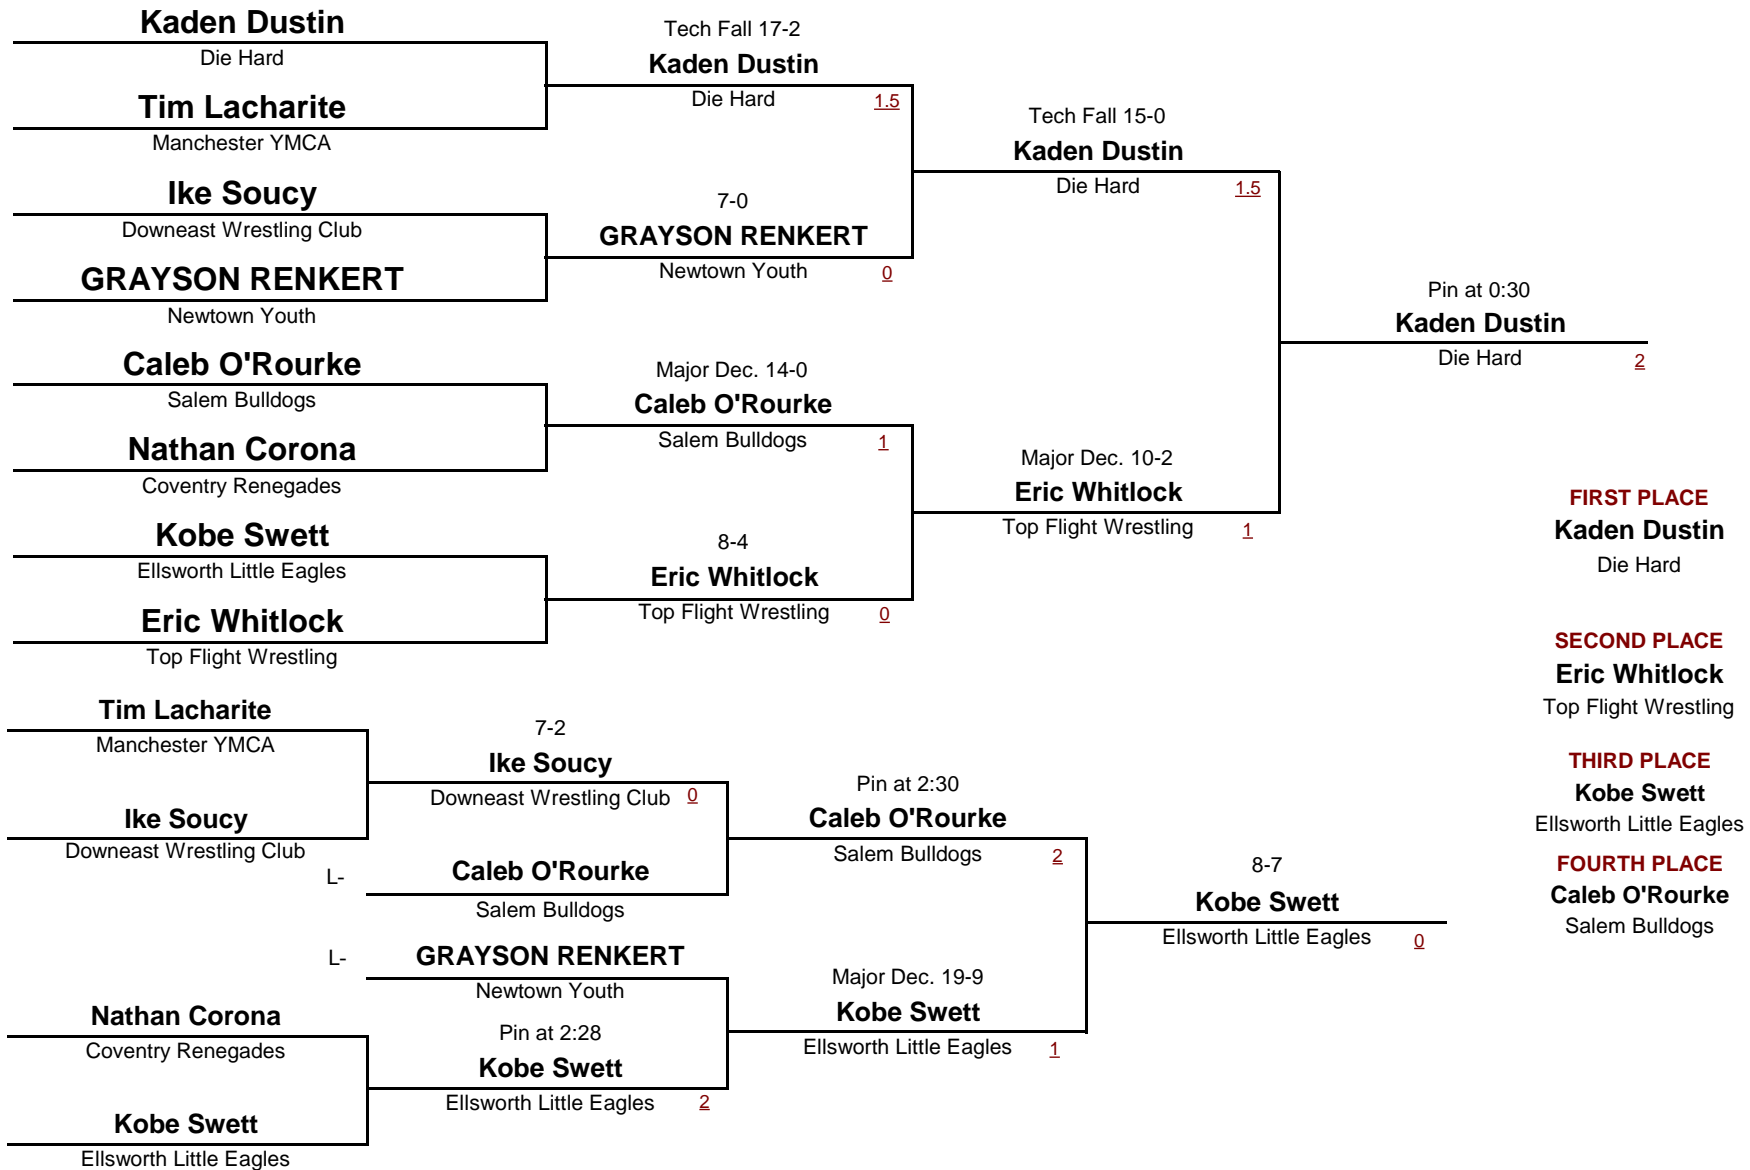 Kaden Dustin
Die Hard
Tim Lacharite
Manchester YMCA
Ike Soucy
Downeast Wrestling Club
GRAYSON RENKERT
Newtown Youth
Caleb O'Rourke
Salem Bulldogs
Nathan Corona
Coventry Renegades
Kobe Swett
Ellsworth Little Eagles
Eric Whitlock
Top Flight Wrestling
Tech Fall 17-2
Kaden Dustin
Die Hard 1.5
7-0
GRAYSON RENKERT
Newtown Youth 0
Major Dec. 14-0
Caleb O'Rourke
Salem Bulldogs 1
8-4
Eric Whitlock
Top Flight Wrestling 0
Tech Fall 15-0
Kaden Dustin
Die Hard 1.5
Major Dec. 10-2
Eric Whitlock
Top Flight Wrestling 1
Pin at 0:30
Kaden Dustin
Die Hard 2
FIRST PLACE
Kaden Dustin
Die Hard
SECOND PLACE
Eric Whitlock
Top Flight Wrestling
THIRD PLACE
Kobe Swett
Ellsworth Little Eagles
FOURTH PLACE
Caleb O'Rourke
Salem Bulldogs
Tim Lacharite
Manchester YMCA
Ike Soucy
Downeast Wrestling Club
Nathan Corona
Coventry Renegades
Kobe Swett
Ellsworth Little Eagles
7-2
Ike Soucy
Downeast Wrestling Club 0
L- Caleb O'Rourke
Salem Bulldogs
L- GRAYSON RENKERT
Newtown Youth
Pin at 2:28
Kobe Swett
Ellsworth Little Eagles 2
Pin at 2:30
Caleb O'Rourke
Salem Bulldogs 2
Major Dec. 19-9
Kobe Swett
Ellsworth Little Eagles 1
8-7
Kobe Swett
Ellsworth Little Eagles 0